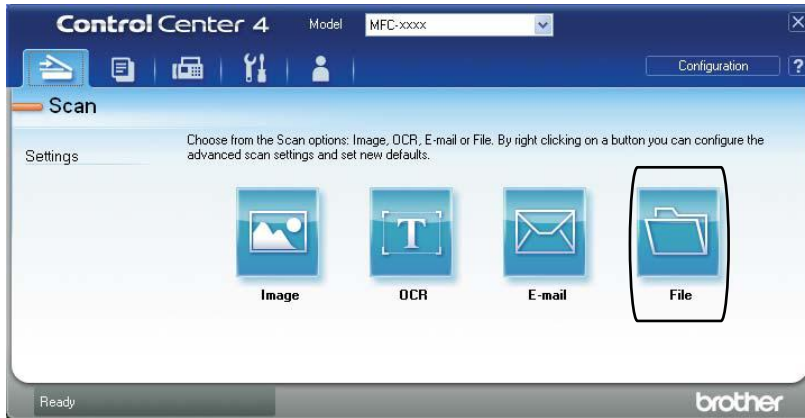 Control Center 4
Model
MFC-xxxx
X
Configuration
?
Scan
Choose from the Scan options: Image, OCR, E-mail or File. By right clicking on a button you can configure the
advanced scan settings and set new defaults.
Settings
T
Image
OCR
E-mail
File
Ready
brother